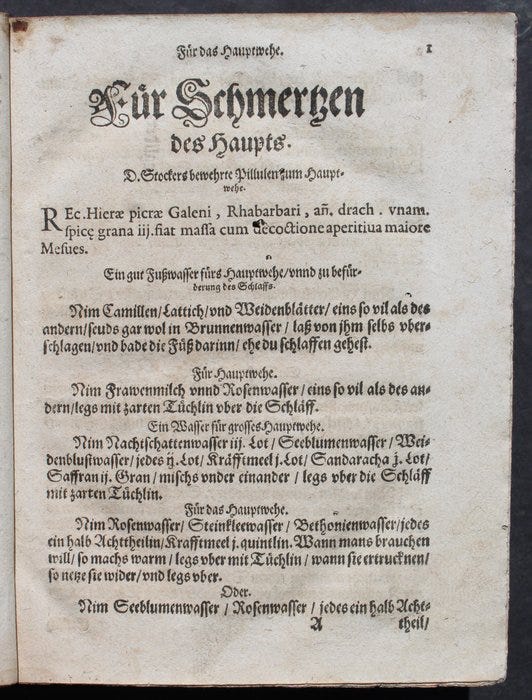 Für das Hauptwehe. 1
Für Schmertzen
des Haupts.
D. Stockers bewehrte Pillulen zum Haupt-
wehe.
REc. Hieræ picræ Galeni, Rhabarbari, añ. drach. vnam.
spicę grana iij. fiat massa cum decoctione aperitiua maiore
Mesues.
Ein gut Fußwasser fürs Hauptwehe/vnnd zu befür-
derung des Schlaffs.
Nim Camillen/Lattich/vnd Weidenblätter/ eins so vil als des
andern/seuds gar wol in Brunnenwasser/ laß von jhm selbs vber-
schlagen/vnd bade die Füß darinn/ ehe du schlaffen gehest.
Für Hauptwehe.
Nim Frawenmilch vnnd Rosenwasser/ eins so vil als des an-
dern/legs mit zarten Tüchlin vber die Schläff.
Ein Wasser für grosses Hauptwehe.
Nim Nachtschattenwasser iij. Lot/ Seeblumenwasser/ Wei-
denblustwasser/jedes ij. Lot/ Kräfftmeel j. Lot/ Sandaracha j. Lot/
Saffran ij. Gran/ mischs vnder einander / legs vber die Schläff
mit zarten Tüchlin.
Für das Hauptwehe.
Nim Rosenwasser/ Steinkleewasser/ Bethonienwasser/jedes
ein halb Achttheilin/Krafftmeel j. quintlin. Wann mans brauchen
will/ so machs warm/ legs vber mit Tüchlin/ wann sie ertrucknen/
so netze sie wider/vnd legs vber.
Oder.
Nim Seeblumenwasser / Rosenwasser / jedes ein halb Acht-
A theil/